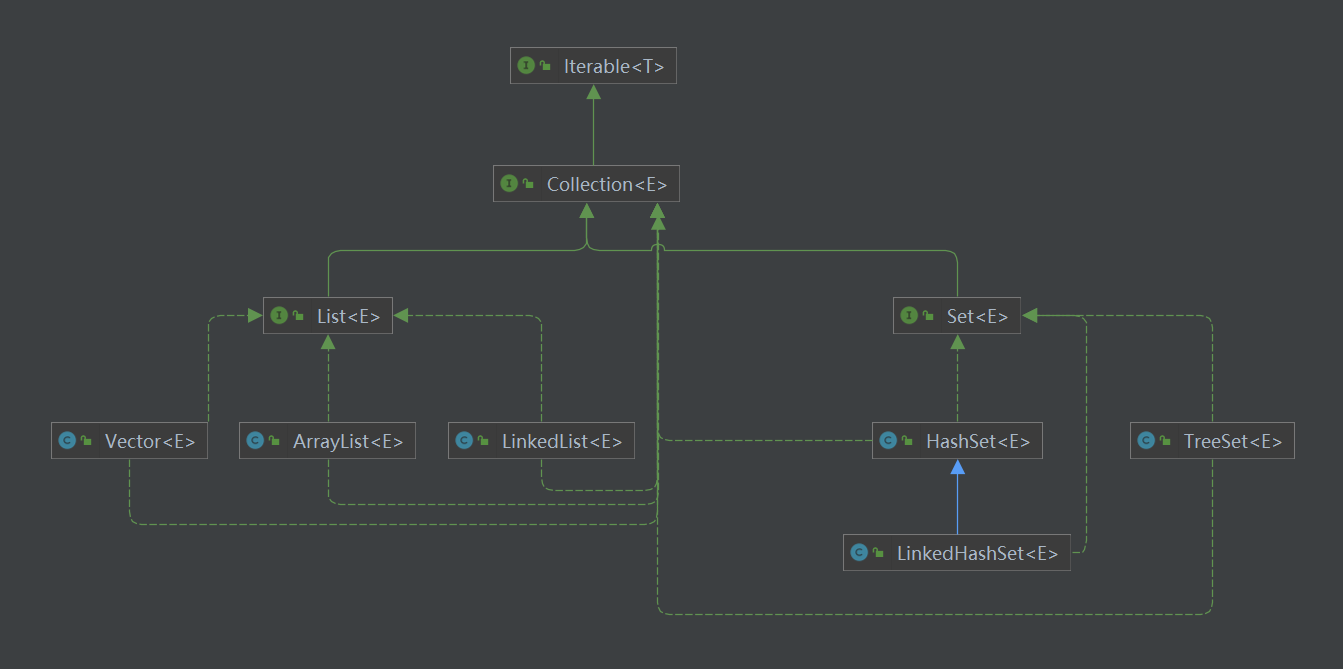 Iterable<T>
Collection<E>
List<E>
Set<E>
Vector<E>
ArrayList<E>
LinkedList<E>
HashSet<E>
TreeSet<E>
LinkedHashSet<E>